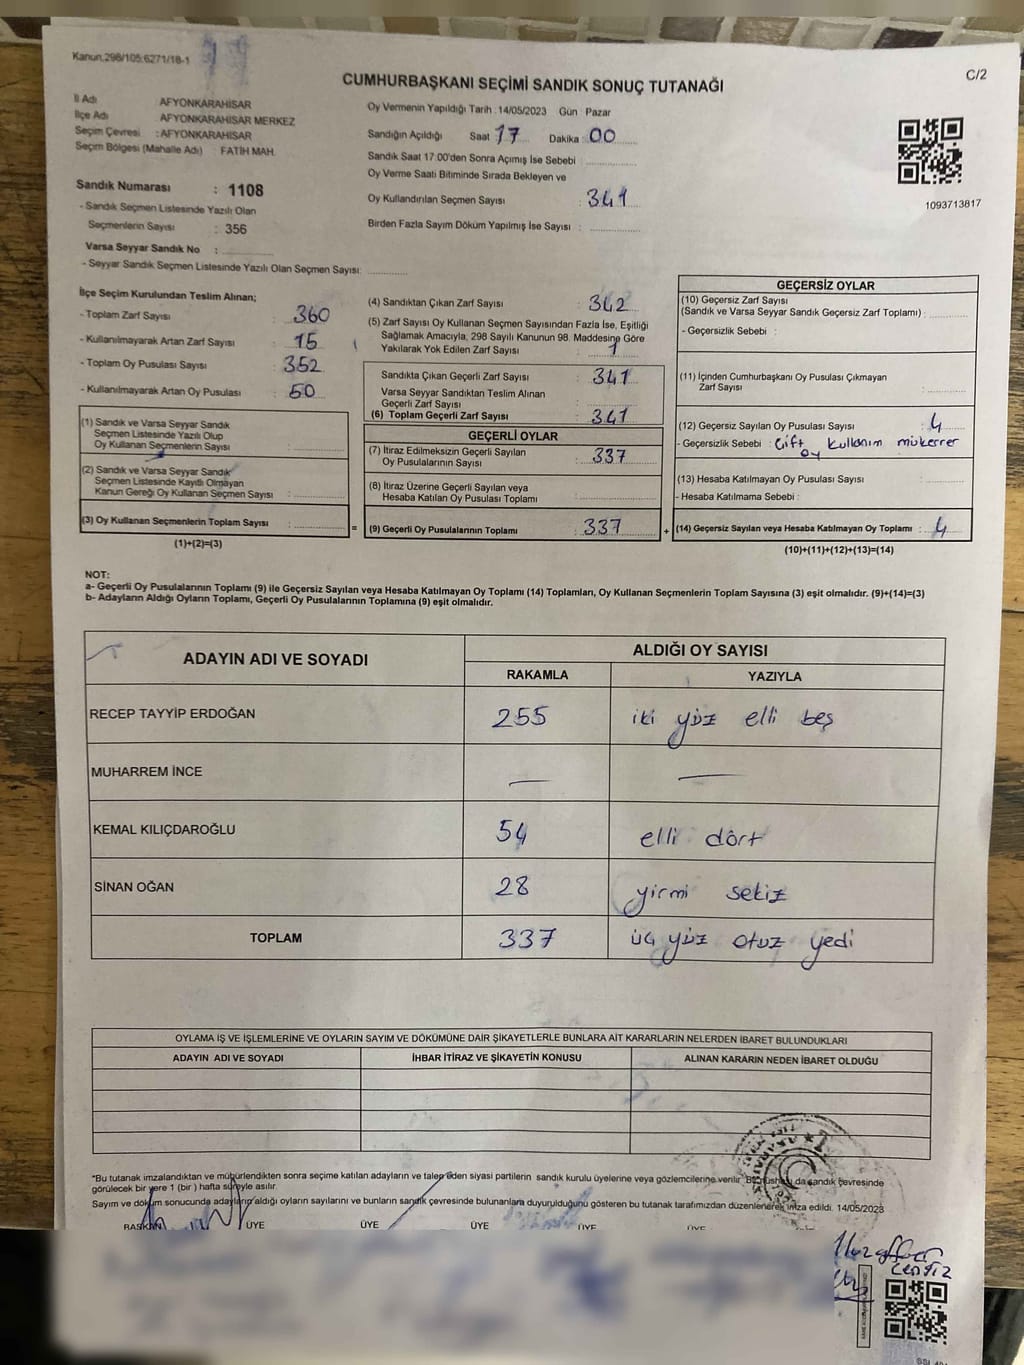 Kanun,298/105;6271/18-1
C/2
CUMHURBAŞKANI SEÇİMİ SANDIK SONUÇ TUTANAĞI
İl Adı AFYONKARAHİSAR
İlçe Adı AFYONKARAHİSAR MERKEZ
Seçim Çevresi : AFYONKARAHİSAR
Seçim Bölgesi (Mahalle Adı) FATİH MAH.
Sandık Numarası : 1108
- Sandık Seçmen Listesinde Yazılı Olan
Seçmenlerin Sayısı : 356
Varsa Seyyar Sandık No :
- Seyyar Sandık Seçmen Listesinde Yazılı Olan Seçmen Sayısı:
Oy Vermenin Yapıldığı Tarih : 14/05/2023 Gün Pazar
Sandığın Açıldığı Saat 17 Dakika : 00
Sandık Saat 17:00'den Sonra Açımış İse Sebebi
Oy Verme Saati Bitiminde Sırada Bekleyen ve
Oy Kullandırılan Seçmen Sayısı : 341
Birden Fazla Sayım Döküm Yapılmış İse Sayısı :
1093713817
İlçe Seçim Kurulundan Teslim Alınan;
- Toplam Zarf Sayısı : 360
- Kullanılmayarak Artan Zarf Sayısı : 15
- Toplam Oy Pusulası Sayısı : 352
- Kullanılmayarak Artan Oy Pusulası : 50
(1) Sandık ve Varsa Seyyar Sandık
Seçmen Listesinde Yazılı Olup
Oy Kullanan Seçmenlerin Sayısı :
(2) Sandık ve Varsa Seyyar Sandık
Seçmen Listesinde Kayıtlı Olmayan
Kanun Gereği Oy Kullanan Seçmen Sayısı :
(3) Oy Kullanan Seçmenlerin Toplam Sayısı : =
(1)+(2)=(3)
(4) Sandıktan Çıkan Zarf Sayısı : 342
(5) Zarf Sayısı Oy Kullanan Seçmen Sayısından Fazla İse, Eşitliği
Sağlamak Amacıyla, 298 Sayılı Kanunun 98. Maddesine Göre
Yakılarak Yok Edilen Zarf Sayısı : 1
Sandıkta Çıkan Geçerli Zarf Sayısı : 341
Varsa Seyyar Sandıktan Teslim Alınan
Geçerli Zarf Sayısı :
(6) Toplam Geçerli Zarf Sayısı : 341
GEÇERLİ OYLAR
(7) İtiraz Edilmeksizin Geçerli Sayılan
Oy Pusulalarının Sayısı : 337
(8) İtiraz Üzerine Geçerli Sayılan veya
Hesaba Katılan Oy Pusulası Toplamı :
(9) Geçerli Oy Pusulalarının Toplamı : 337 +
GEÇERSİZ OYLAR
(10) Geçersiz Zarf Sayısı
(Sandık ve Varsa Seyyar Sandık Geçersiz Zarf Toplamı) :
- Geçersizlik Sebebi :
(11) İçinden Cumhurbaşkanı Oy Pusulası Çıkmayan
Zarf Sayısı :
(12) Geçersiz Sayılan Oy Pusulası Sayısı : 4
- Geçersizlik Sebebi : Çift oy kullanım mükerrer
(13) Hesaba Katılmayan Oy Pusulası Sayısı :
- Hesaba Katılmama Sebebi :
(14) Geçersiz Sayılan veya Hesaba Katılmayan Oy Toplamı : 4
(10)+(11)+(12)+(13)=(14)
NOT:
a- Geçerli Oy Pusulalarının Toplamı (9) ile Geçersiz Sayılan veya Hesaba Katılmayan Oy Toplamı (14) Toplamları, Oy Kullanan Seçmenlerin Toplam Sayısına (3) eşit olmalıdır. (9)+(14)=(3)
b- Adayların Aldığı Oyların Toplamı, Geçerli Oy Pusulalarının Toplamına (9) eşit olmalıdır.
ADAYIN ADI VE SOYADI ALDIĞI OY SAYISI
RAKAMLA YAZIYLA
RECEP TAYYİP ERDOĞAN 255 iki yüz elli beş
MUHARREM İNCE — —
KEMAL KILIÇDAROĞLU 54 elli dört
SİNAN OĞAN 28 yirmi sekiz
TOPLAM 337 üç yüz otuz yedi
OYLAMA İŞ VE İŞLEMLERİNE VE OYLARIN SAYIM VE DÖKÜMÜNE DAİR ŞİKAYETLERLE BUNLARA AİT KARARLARIN NELERDEN İBARET BULUNDUKLARI
ADAYIN ADI VE SOYADI İHBAR İTİRAZ VE ŞİKAYETİN KONUSU ALINAN KARARIN NEDEN İBARET OLDUĞU
*Bu tutanak imzalandıktan ve mühürlendikten sonra seçime katılan adayların ve talep eden siyasi partilerin sandık kurulu üyelerine veya gözlemcilerine verilir. Bir nüshası da sandık çevresinde
görülecek bir yere 1 (bir ) hafta süreyle asılır.
Sayım ve döküm sonucunda adayların aldığı oyların sayılarını ve bunların sandık çevresinde bulunanlara duyurulduğunu gösteren bu tutanak tarafımızdan düzenlenerek imza edildi. 14/05/2023
BAŞKAN ÜYE ÜYE ÜYE ÜYE ÜYE